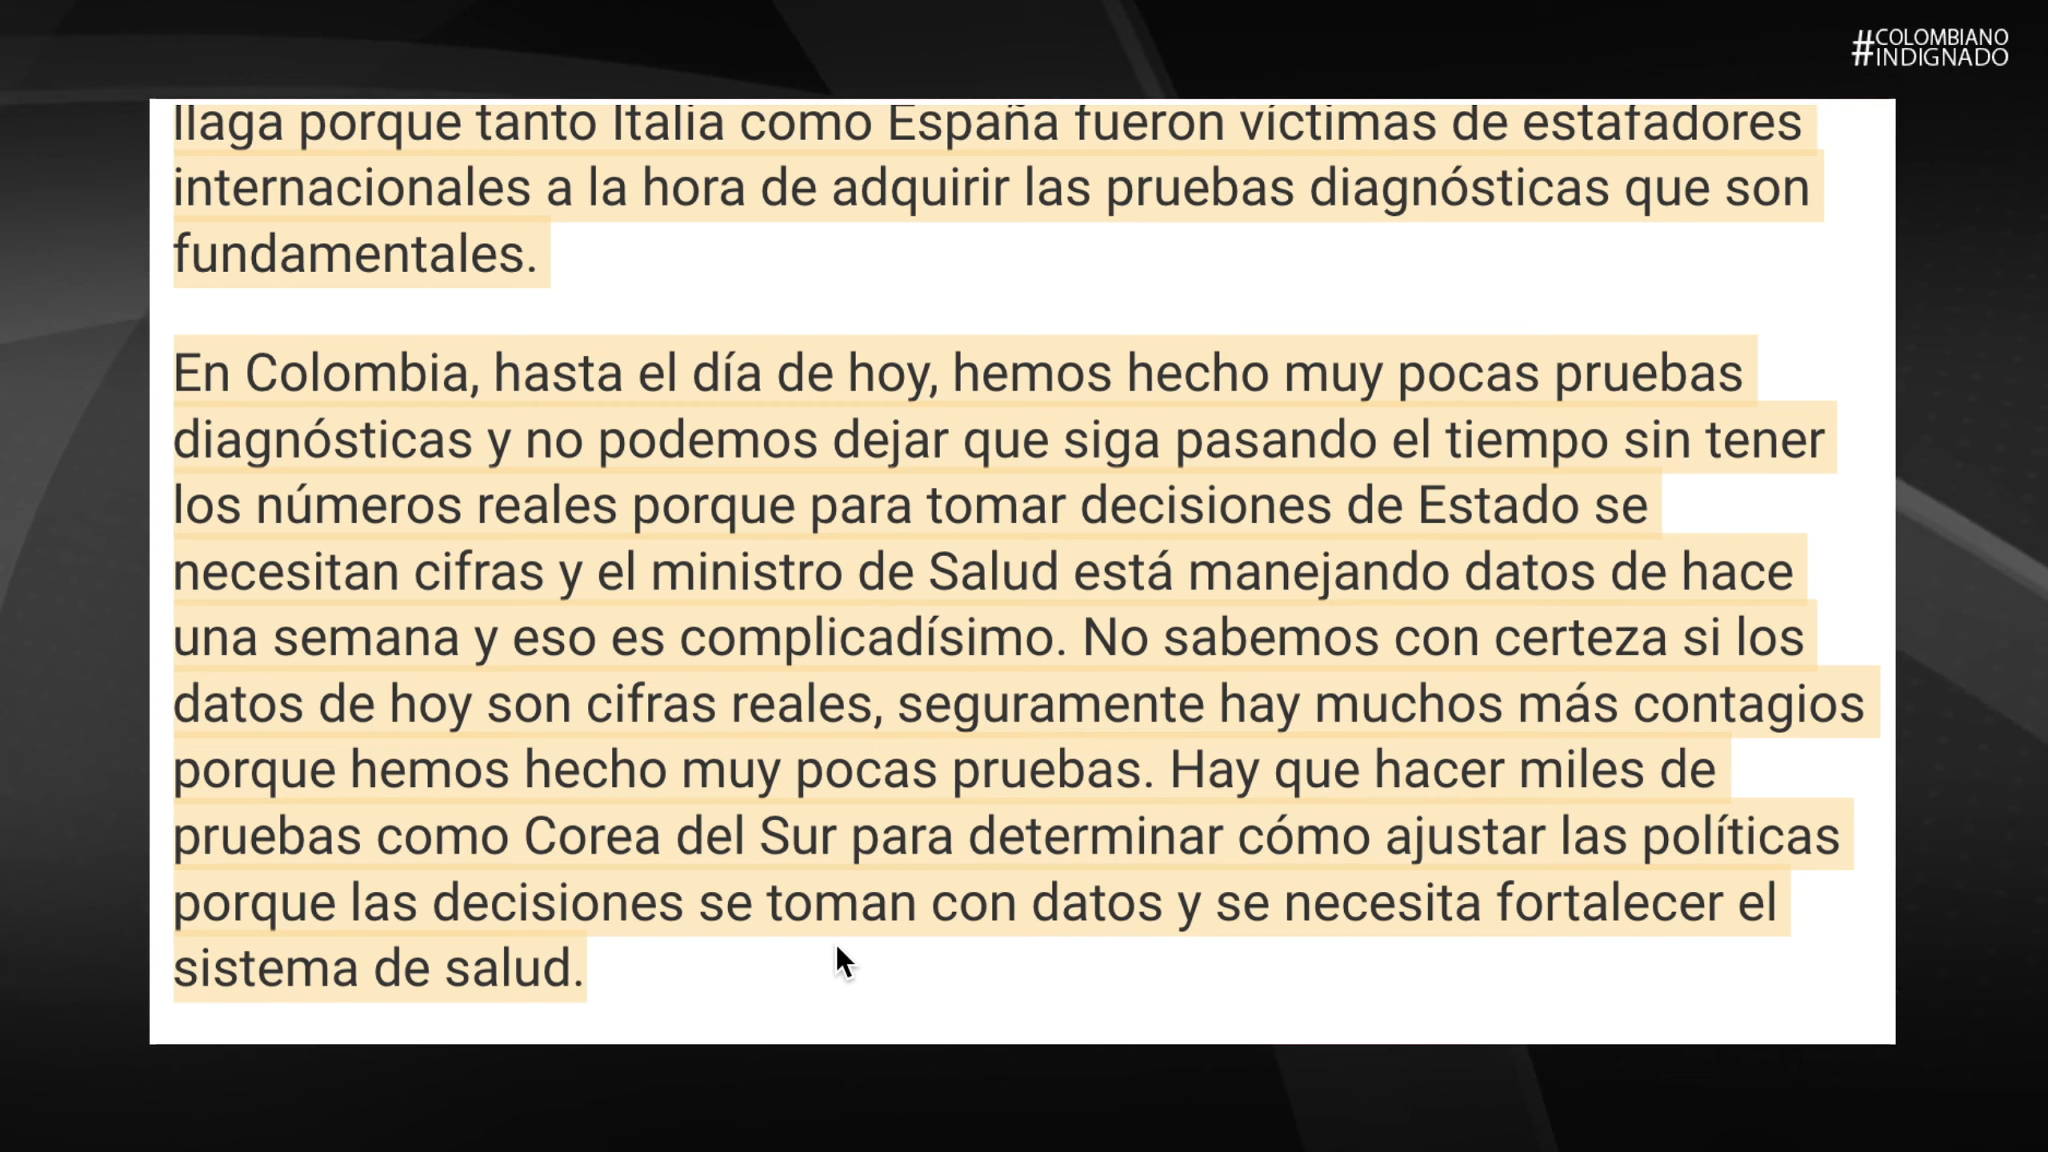 #COLOMBIANO
INDIGNADO
llaga porque tanto Italia como España fueron víctimas de estafadores
internacionales a la hora de adquirir las pruebas diagnósticas que son
fundamentales.
En Colombia, hasta el día de hoy, hemos hecho muy pocas pruebas
diagnósticas y no podemos dejar que siga pasando el tiempo sin tener
los números reales porque para tomar decisiones de Estado se
necesitan cifras y el ministro de Salud está manejando datos de hace
una semana y eso es complicadísimo. No sabemos con certeza si los
datos de hoy son cifras reales, seguramente hay muchos más contagios
porque hemos hecho muy pocas pruebas. Hay que hacer miles de
pruebas como Corea del Sur para determinar cómo ajustar las políticas
porque las decisiones se toman con datos y se necesita fortalecer el
sistema de salud.